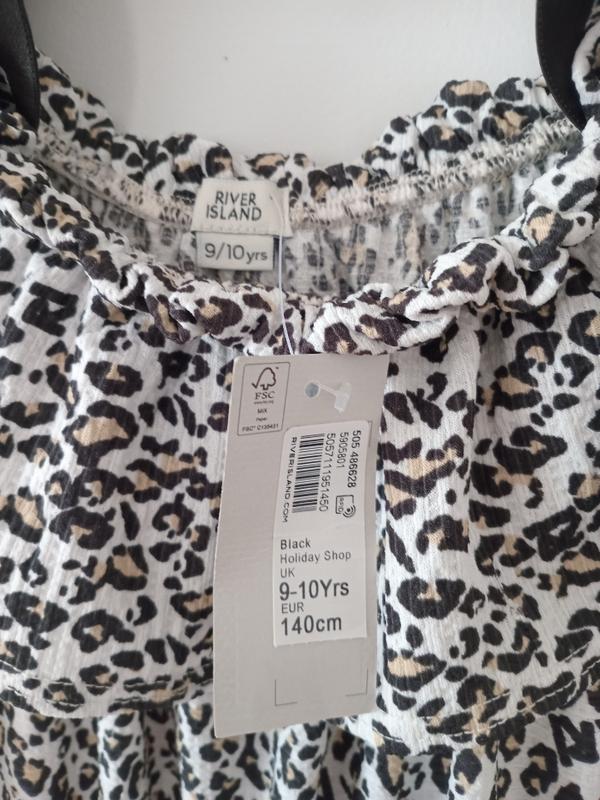 RIVER
ISLAND
9/10yrs
FSC
MIX
Paper
505 486628
5905801
5057111951450
RIVERISLAND.COM
Black
Holiday Shop
UK
9-10Yrs
EUR
140cm